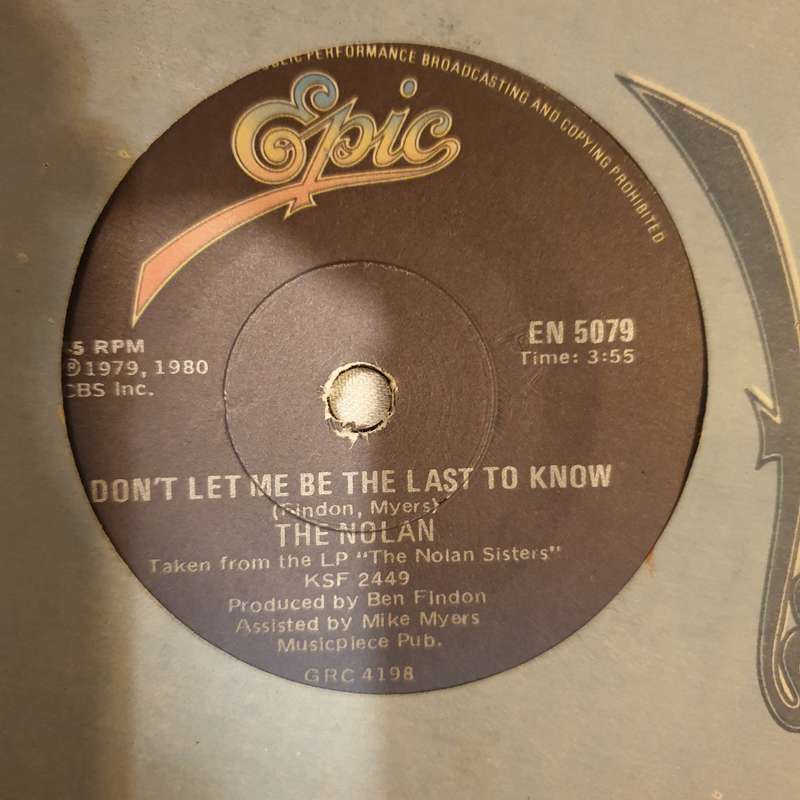 PUBLIC PERFORMANCE BROADCASTING AND COPYING PROHIBITED
Epic
5 RPM
EN 5079
℗1979, 1980
Time: 3:55
CBS Inc.
DON'T LET ME BE THE LAST TO KNOW
(Findon, Myers)
THE NOLAN
Taken from the LP "The Nolan Sisters"
KSF 2449
Produced by Ben Findon
Assisted by Mike Myers
Musicpiece Pub.
GRC 4198